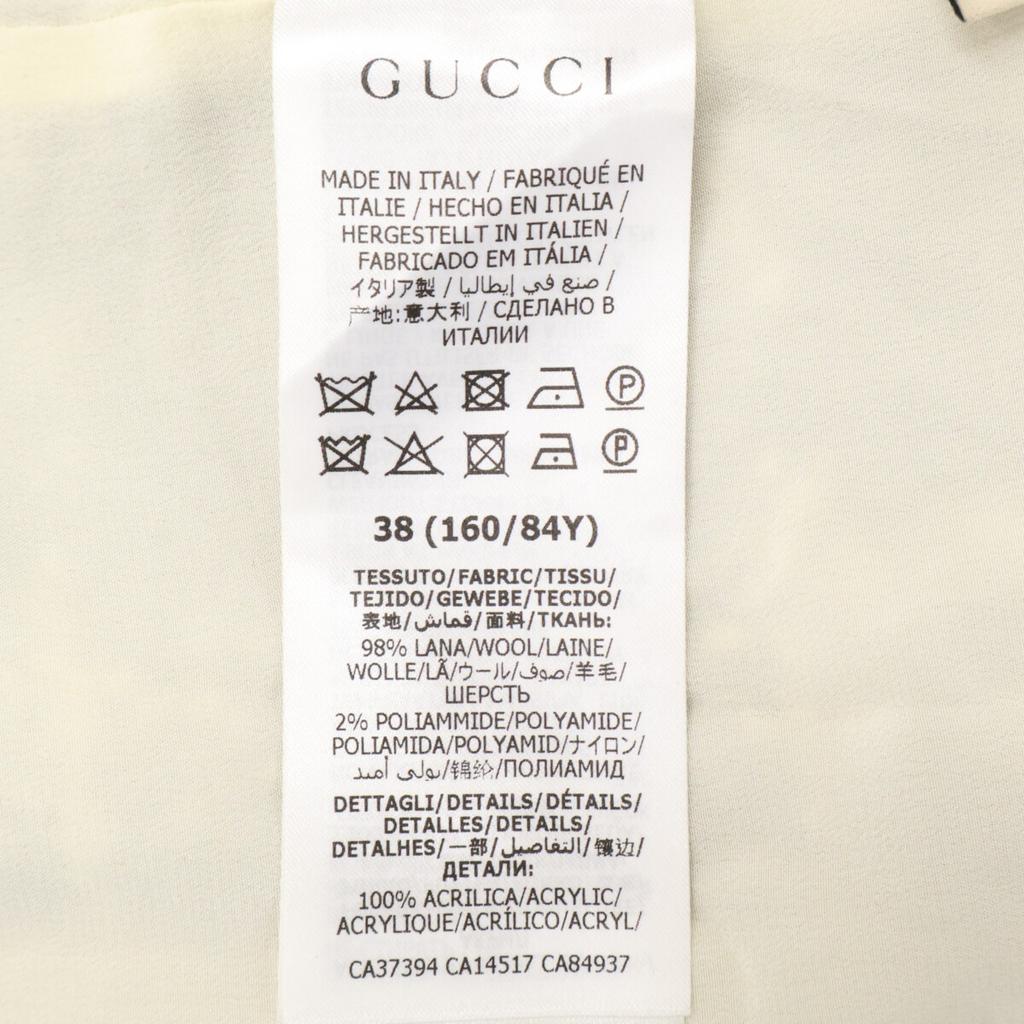 GUCCI
MADE IN ITALY / FABRIQUÉ EN
ITALIE / HECHO EN ITALIA /
HERGESTELLT IN ITALIEN /
FABRICADO EM ITÁLIA /
イタリア製 / صنع في إيطاليا /
产地:意大利 / СДЕЛАНО В
ИТАЛИИ
38 (160/84Y)
TESSUTO/FABRIC/TISSU/
TEJIDO/GEWEBE/TECIDO/
表地/قماش/面料/ТКАНЬ:
98% LANA/WOOL/LAINE/
WOLLE/LÃ/ウール/صوف/羊毛/
ШЕРСТЬ
2% POLIAMMIDE/POLYAMIDE/
POLIAMIDA/POLYAMID/ナイロン/
بولي أميد/锦纶/ПОЛИАМИД
DETTAGLI/DETAILS/DÉTAILS/
DETALLES/DETAILS/
DETALHES/一部/التفاصيل/镶边/
ДЕТАЛИ:
100% ACRILICA/ACRYLIC/
ACRYLIQUE/ACRÍLICO/ACRYL/
CA37394 CA14517 CA84937